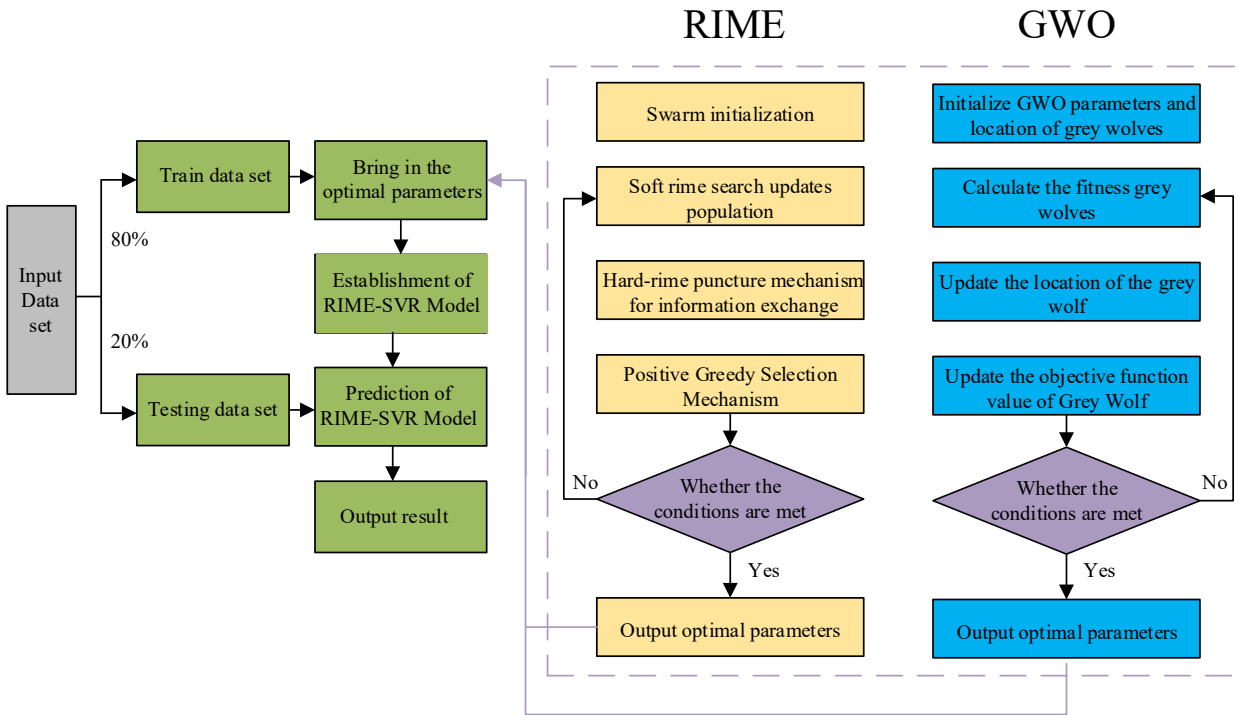 RIME
GWO
Input
Data
set
80%
20%
Train data set
Testing data set
Bring in the
optimal parameters
Establishment of
RIME-SVR Model
Prediction of
RIME-SVR Model
Output result
Swarm initialization
Soft rime search updates
population
Hard-rime puncture mechanism
for information exchange
Positive Greedy Selection
Mechanism
No
Whether the
conditions are met
Yes
Output optimal parameters
Initialize GWO parameters and
location of grey wolves
Calculate the fitness grey
wolves
Update the location of the grey
wolf
Update the objective function
value of Grey Wolf
Whether the
conditions are met
No
Yes
Output optimal parameters